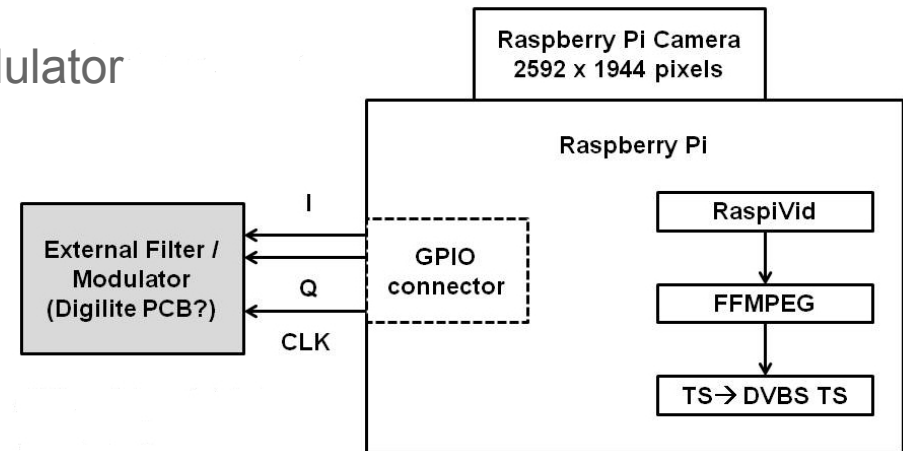 lulator
Raspberry Pi Camera
2592 x 1944 pixels
Raspberry Pi
I
RaspiVid
External Filter /
Modulator
(Digilite PCB?)
GPIO
connector
Q
FFMPEG
CLK
TS→ DVBS TS